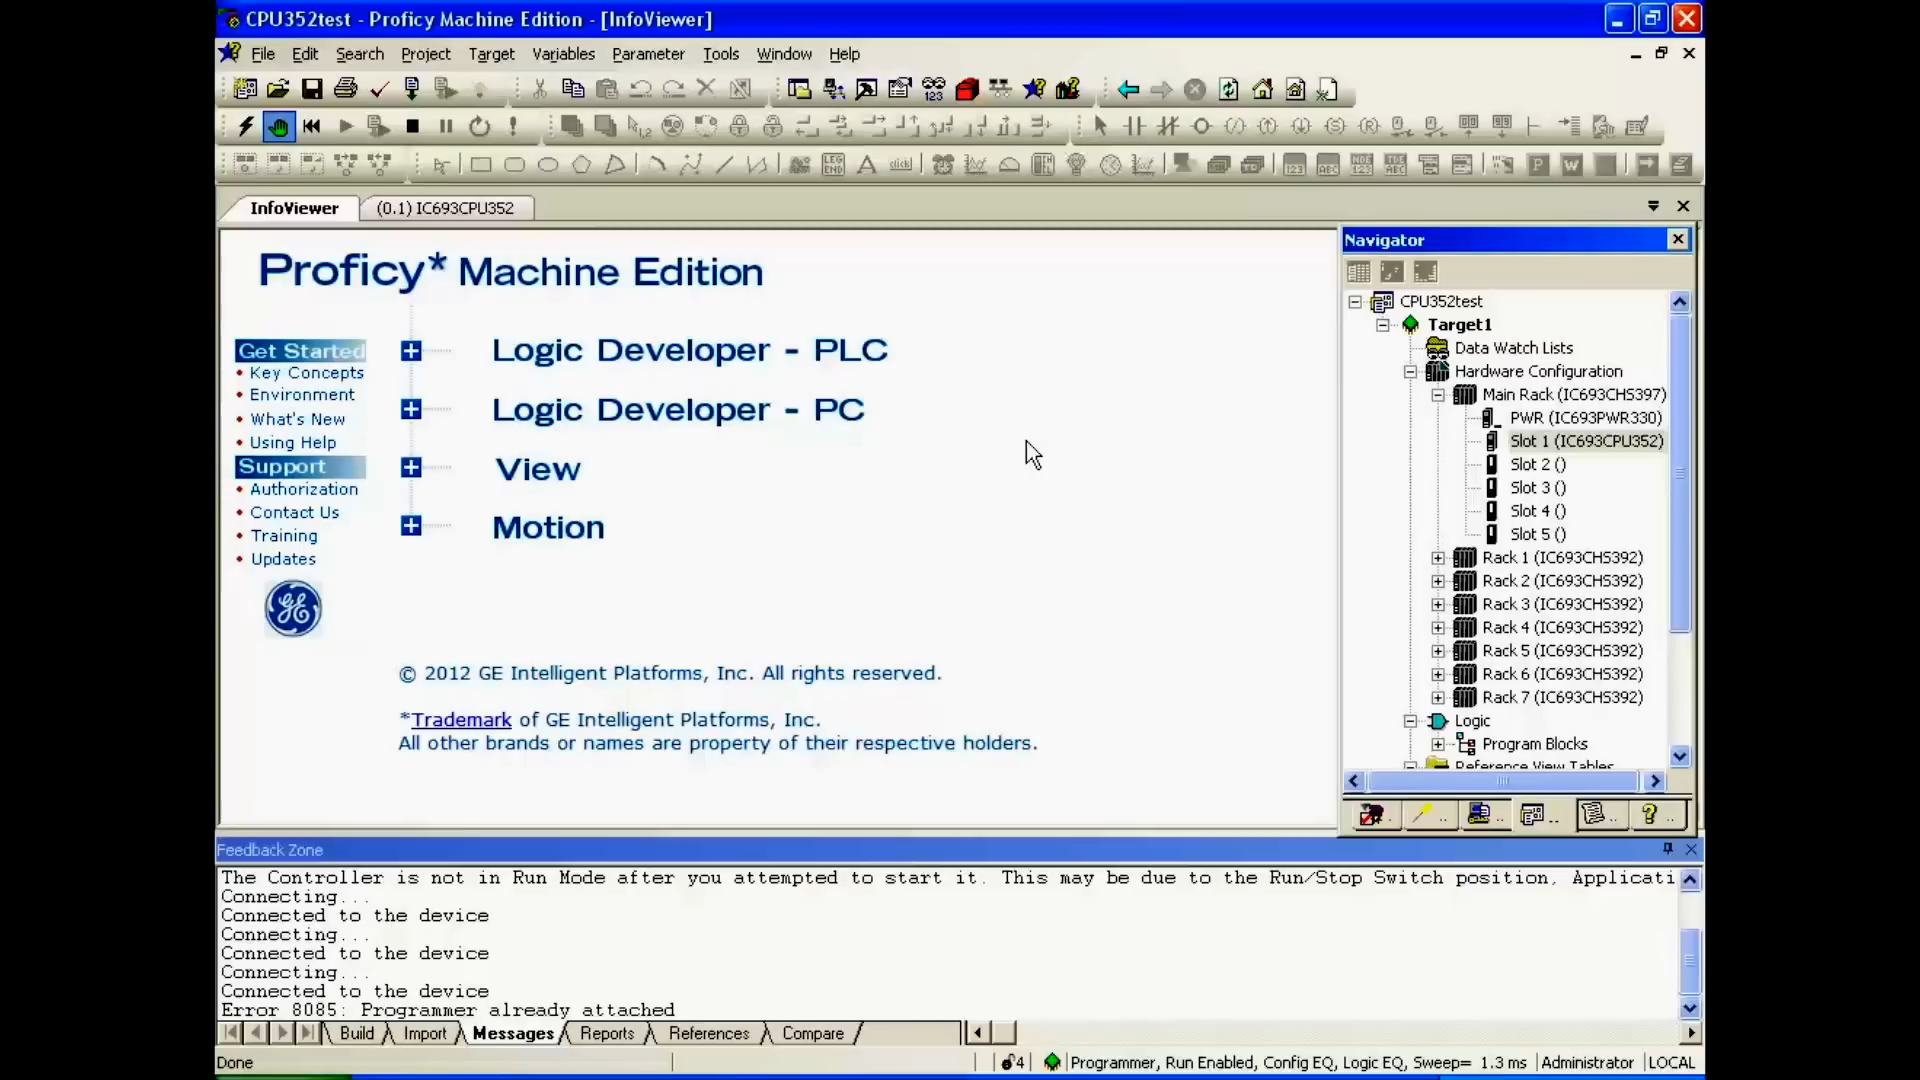 CPU352test - Proficy Machine Edition - [InfoViewer]
File Edit Search Project Target Variables Parameter Tools Window Help
InfoViewer (0.1) IC693CPU352
Proficy* Machine Edition
Get Started
• Key Concepts
• Environment
• What's New
• Using Help
Support
• Authorization
• Contact Us
• Training
• Updates
Logic Developer - PLC
Logic Developer - PC
View
Motion
© 2012 GE Intelligent Platforms, Inc. All rights reserved.
*Trademark of GE Intelligent Platforms, Inc.
All other brands or names are property of their respective holders.
Navigator
CPU352test
Target1
Data Watch Lists
Hardware Configuration
Main Rack (IC693CHS397)
PWR (IC693PWR330)
Slot 1 (IC693CPU352)
Slot 2 ()
Slot 3 ()
Slot 4 ()
Slot 5 ()
Rack 1 (IC693CHS392)
Rack 2 (IC693CHS392)
Rack 3 (IC693CHS392)
Rack 4 (IC693CHS392)
Rack 5 (IC693CHS392)
Rack 6 (IC693CHS392)
Rack 7 (IC693CHS392)
Logic
Program Blocks
Reference View Tables
Feedback Zone
The Controller is not in Run Mode after you attempted to start it. This may be due to the Run/Stop Switch position, Applicati
Connecting...
Connected to the device
Connecting...
Connected to the device
Connecting...
Connected to the device
Error 8085: Programmer already attached
Build Import Messages Reports References Compare
Done 4 Programmer, Run Enabled, Config EQ, Logic EQ, Sweep= 1.3 ms Administrator LOCAL